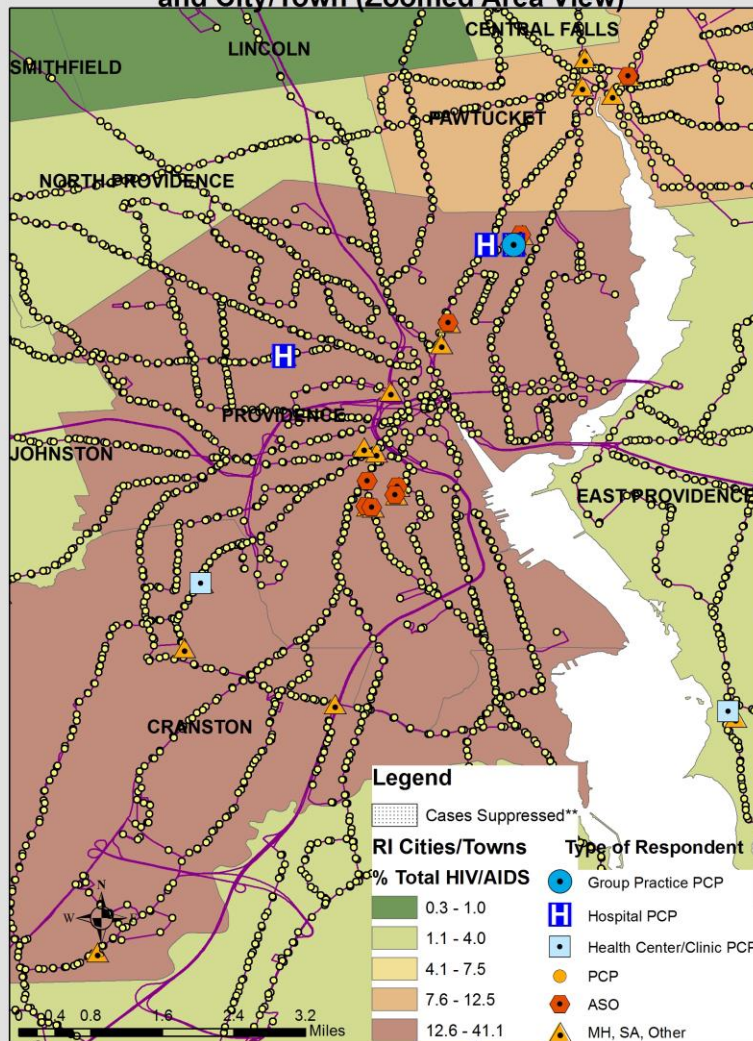 and City/Town (Zoomed Area View)
CENTRAL FALLS
LINCOLN
SMITHFIELD
PAWTUCKET
NORTH PROVIDENCE
H
H
PROVIDENCE
JOHNSTON
EAST PROVIDENCE
CRANSTON
Legend
Cases Suppressed**
RI Cities/Towns
% Total HIV/AIDS
0.3 - 1.0
1.1 - 4.0
4.1 - 7.5
7.6 - 12.5
12.6 - 41.1
Type of Respondent
Group Practice PCP
H Hospital PCP
Health Center/Clinic PCP
PCP
ASO
MH, SA, Other
N
W E
0 0.4 0.8 1.6 2.4 3.2
Miles